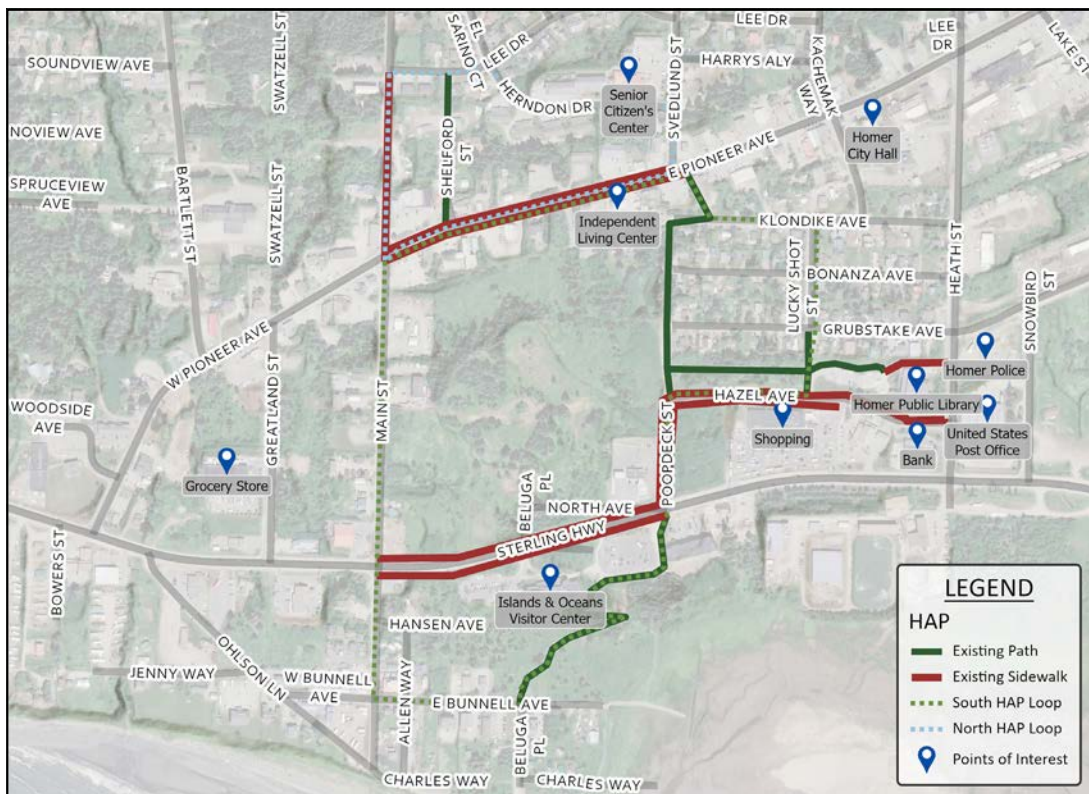 LEE DR
LEE DR
LEE DR
LAKE ST
EL
SARINO CT
SVEDLUND ST
KACHEMAK
WAY
SOUNDVIEW AVE
SWATZELL ST
HARRYS ALY
HERNDON DR
Senior
Citizen's
Center
Homer
City Hall
NOVIEW AVE
SHELFORD
ST
E PIONEER AVE
SPRUCEVIEW
AVE
BARTLETT ST
SWATZELL ST
Independent
Living Center
KLONDIKE AVE
LUCKY SHOT
ST
BONANZA AVE
HEATH ST
SNOWBIRD
ST
GRUBSTAKE AVE
W PIONEER AVE
Homer Police
MAIN ST
GREATLAND ST
HAZEL AVE
Homer Public Library
WOODSIDE
AVE
POOPDECK ST
Shopping
United States
Post Office
Bank
Grocery Store
BELUGA
PL
NORTH AVE
STERLING HWY
BOWERS ST
Islands & Oceans
Visitor Center
HANSEN AVE
OHLSON LN
JENNY WAY
W BUNNELL
AVE
ALLEN WAY
E BUNNELL AVE
BELUGA
PL
CHARLES WAY
CHARLES WAY
LEGEND
HAP
Existing Path
Existing Sidewalk
South HAP Loop
North HAP Loop
Points of Interest